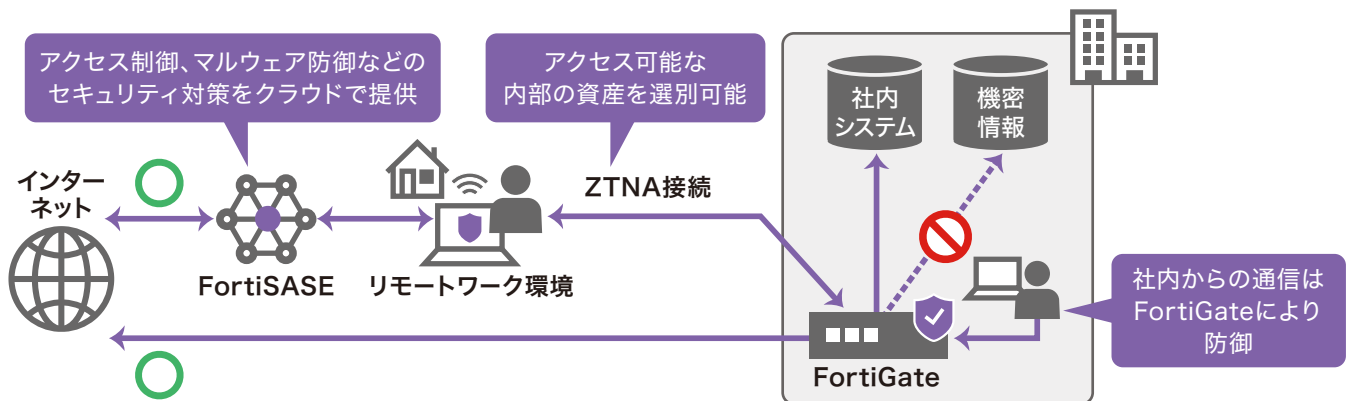 アクセス制御、マルウェア防御などの
セキュリティ対策をクラウドで提供
アクセス可能な
内部の資産を選別可能
社内
システム
機密
情報
インター
ネット
ZTNA接続
FortiSASE
リモートワーク環境
社内からの通信は
FortiGateにより
防御
FortiGate